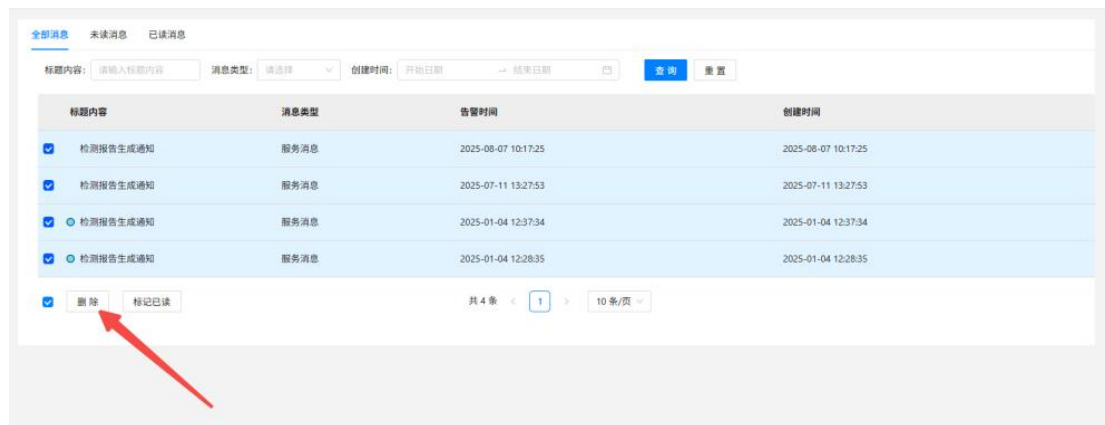 全部消息 未读消息 已读消息
标题内容: 请输入标题内容 消息类型: 请选择 创建时间: 开始日期 → 结束日期 查询 重置
标题内容 消息类型 告警时间 创建时间
检测报告生成通知 服务消息 2025-08-07 10:17:25 2025-08-07 10:17:25
检测报告生成通知 服务消息 2025-07-11 13:27:53 2025-07-11 13:27:53
检测报告生成通知 服务消息 2025-01-04 12:37:34 2025-01-04 12:37:34
检测报告生成通知 服务消息 2025-01-04 12:28:35 2025-01-04 12:28:35
删除 标记已读 共 4 条 < 1 > 10 条/页